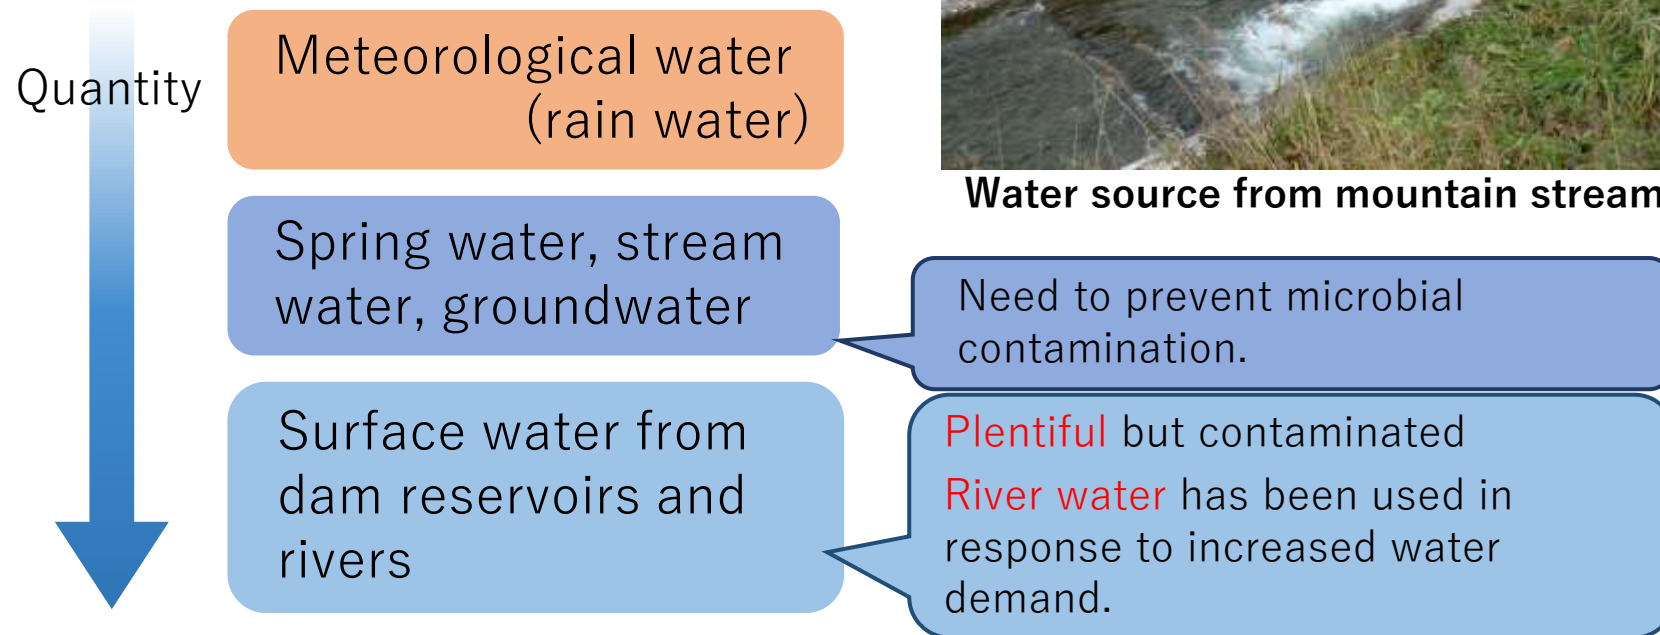 Quantity
Meteorological water
(rain water)
Water source from mountain stream
Spring water, stream
water, groundwater
Need to prevent microbial
contamination.
Surface water from
dam reservoirs and
rivers
Plentiful but contaminated
River water has been used in
response to increased water
demand.